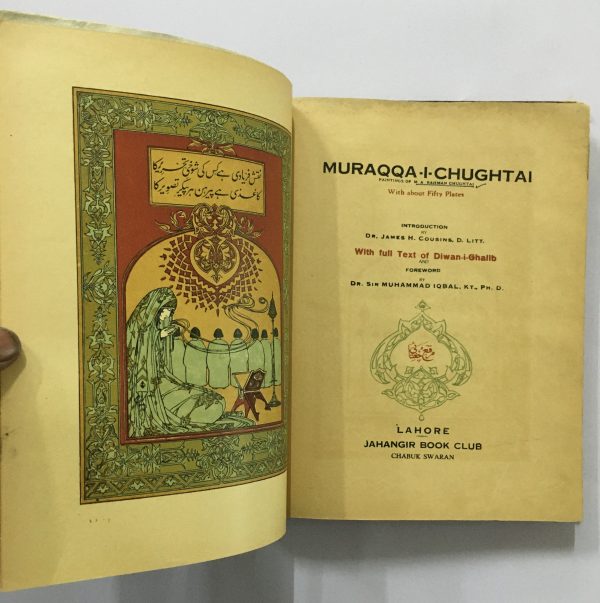 نقش فریادی ہے کس کی شوخیِ تحریر کا
کاغذی ہے پیرہن ہر پیکرِ تصویر کا
MURAQQA-I-CHUGHTAI
PAINTINGS OF M. A. RAHMAN CHUGHTAI
With about Fifty Plates
INTRODUCTION
BY
DR. JAMES H. COUSINS, D. LITT.
With full Text of Diwan-i-Ghalib
AND
FOREWORD
BY
DR. SIR MUHAMMAD IQBAL, KT., PH. D.
مرقع چغتائی
LAHORE
JAHANGIR BOOK CLUB
CHABUK SWARAN